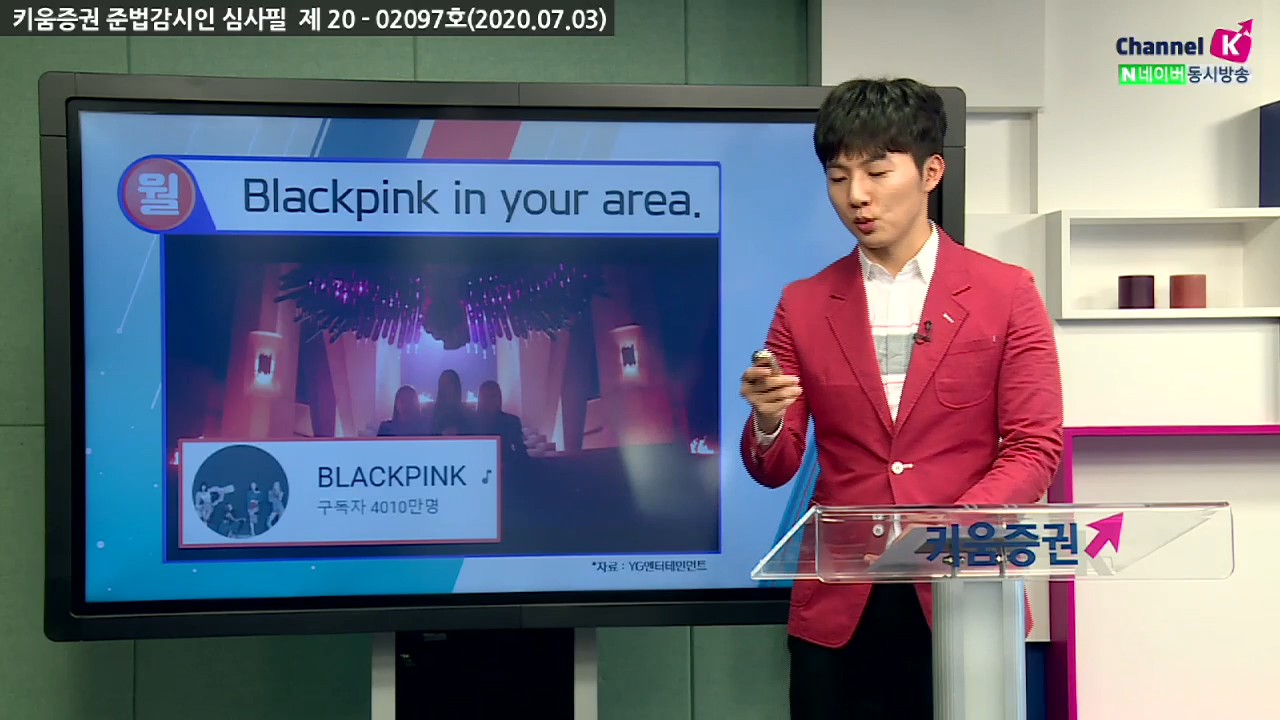 키움증권 준법감시인 심사필 제 20 - 02097호(2020.07.03)
Channel K
N 네이버 동시방송
월
Blackpink in your area.
BLACKPINK ♪
구독자 4010만명
*자료 : YG엔터테인먼트
키움증권